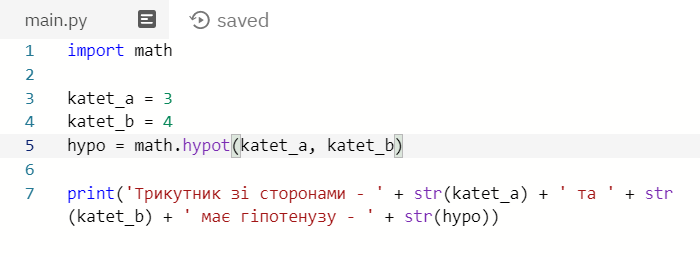 main.py saved
1 import math
2
3 katet_a = 3
4 katet_b = 4
5 hypo = math.hypot(katet_a, katet_b)
6
7 print('Трикутник зі сторонами - ' + str(katet_a) + ' та ' + str
(katet_b) + ' має гіпотенузу - ' + str(hypo))